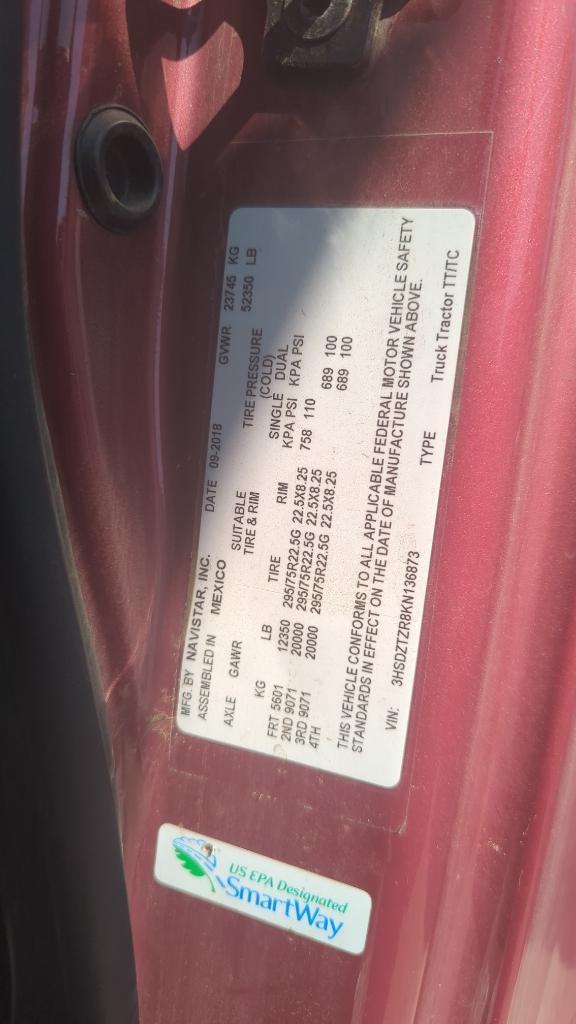 MFG. BY NAVISTAR, INC. DATE 09-2018 GVWR 23745 KG
ASSEMBLED IN MEXICO 52350 LB
AXLE GAWR SUITABLE TIRE PRESSURE
TIRE & RIM (COLD)
SINGLE DUAL
KG LB TIRE RIM KPA PSI KPA PSI
FRT 5601 12350 295/75R22.5G 22.5X8.25 758 110
2ND 9071 20000 295/75R22.5G 22.5X8.25 689 100
3RD 9071 20000 295/75R22.5G 22.5X8.25 689 100
4TH
THIS VEHICLE CONFORMS TO ALL APPLICABLE FEDERAL MOTOR VEHICLE SAFETY
STANDARDS IN EFFECT ON THE DATE OF MANUFACTURE SHOWN ABOVE.
VIN: 3HSDZTZR8KN136873 TYPE Truck Tractor TT/TC
US EPA Designated
SmartWay